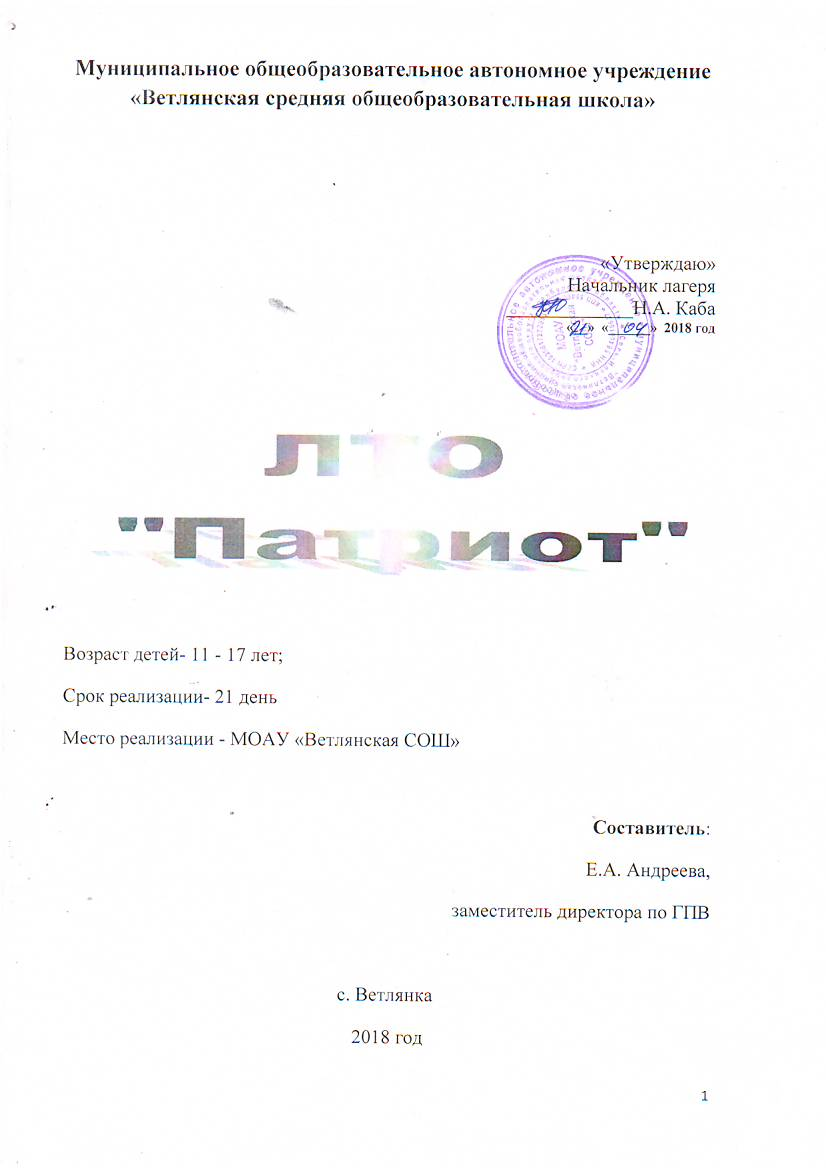 Муниципальное общеобразовательное автономное учреждение
«Ветлянская средняя общеобразовательная школа»
«Утверждаю»
Начальник лагеря
Н.А. Каба
«21» «04» 2018 год
ЛТО
"Патриот"
Возраст детей- 11 - 17 лет;
Срок реализации- 21 день
Место реализации - МОАУ «Ветлянская СОШ»
Составитель:
Е.А. Андреева,
заместитель директора по ГПВ
с. Ветлянка
2018 год
1